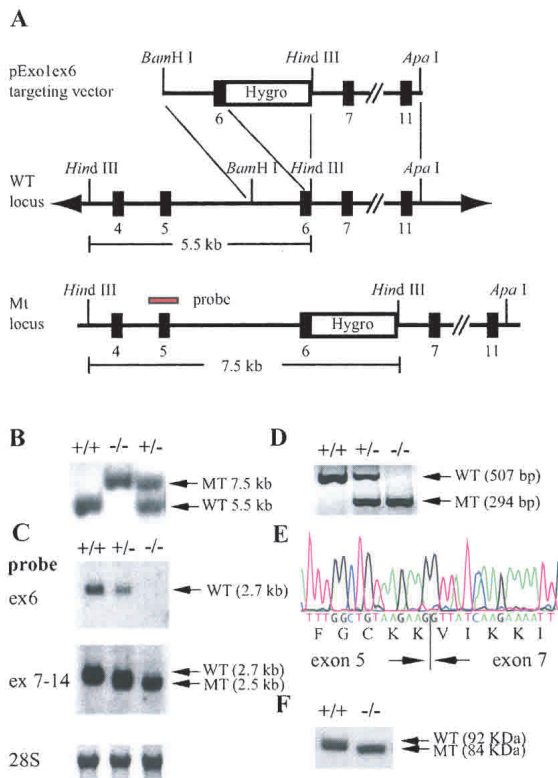 A
pExo1ex6
targeting vector
BamH I
Hind III
Apa I
Hygro
6
7
11
WT
locus
Hind III
BamH I
Hind III
Apa I
4
5
6
7
11
5.5 kb
Mt
locus
Hind III
probe
Hind III
Apa I
Hygro
4
5
6
7
11
7.5 kb
B
+/+ -/- +/-
MT 7.5 kb
WT 5.5 kb
C
probe
+/+ +/- -/-
ex6
WT (2.7 kb)
ex 7-14
WT (2.7 kb)
MT (2.5 kb)
28S
D
+/+ +/- -/-
WT (507 bp)
MT (294 bp)
E
TTTGGCTGTAAGAAGGTTATCAAGAAAATT
F G C K K V I K K I
exon 5 exon 7
F
+/+ -/-
WT (92 KDa)
MT (84 KDa)